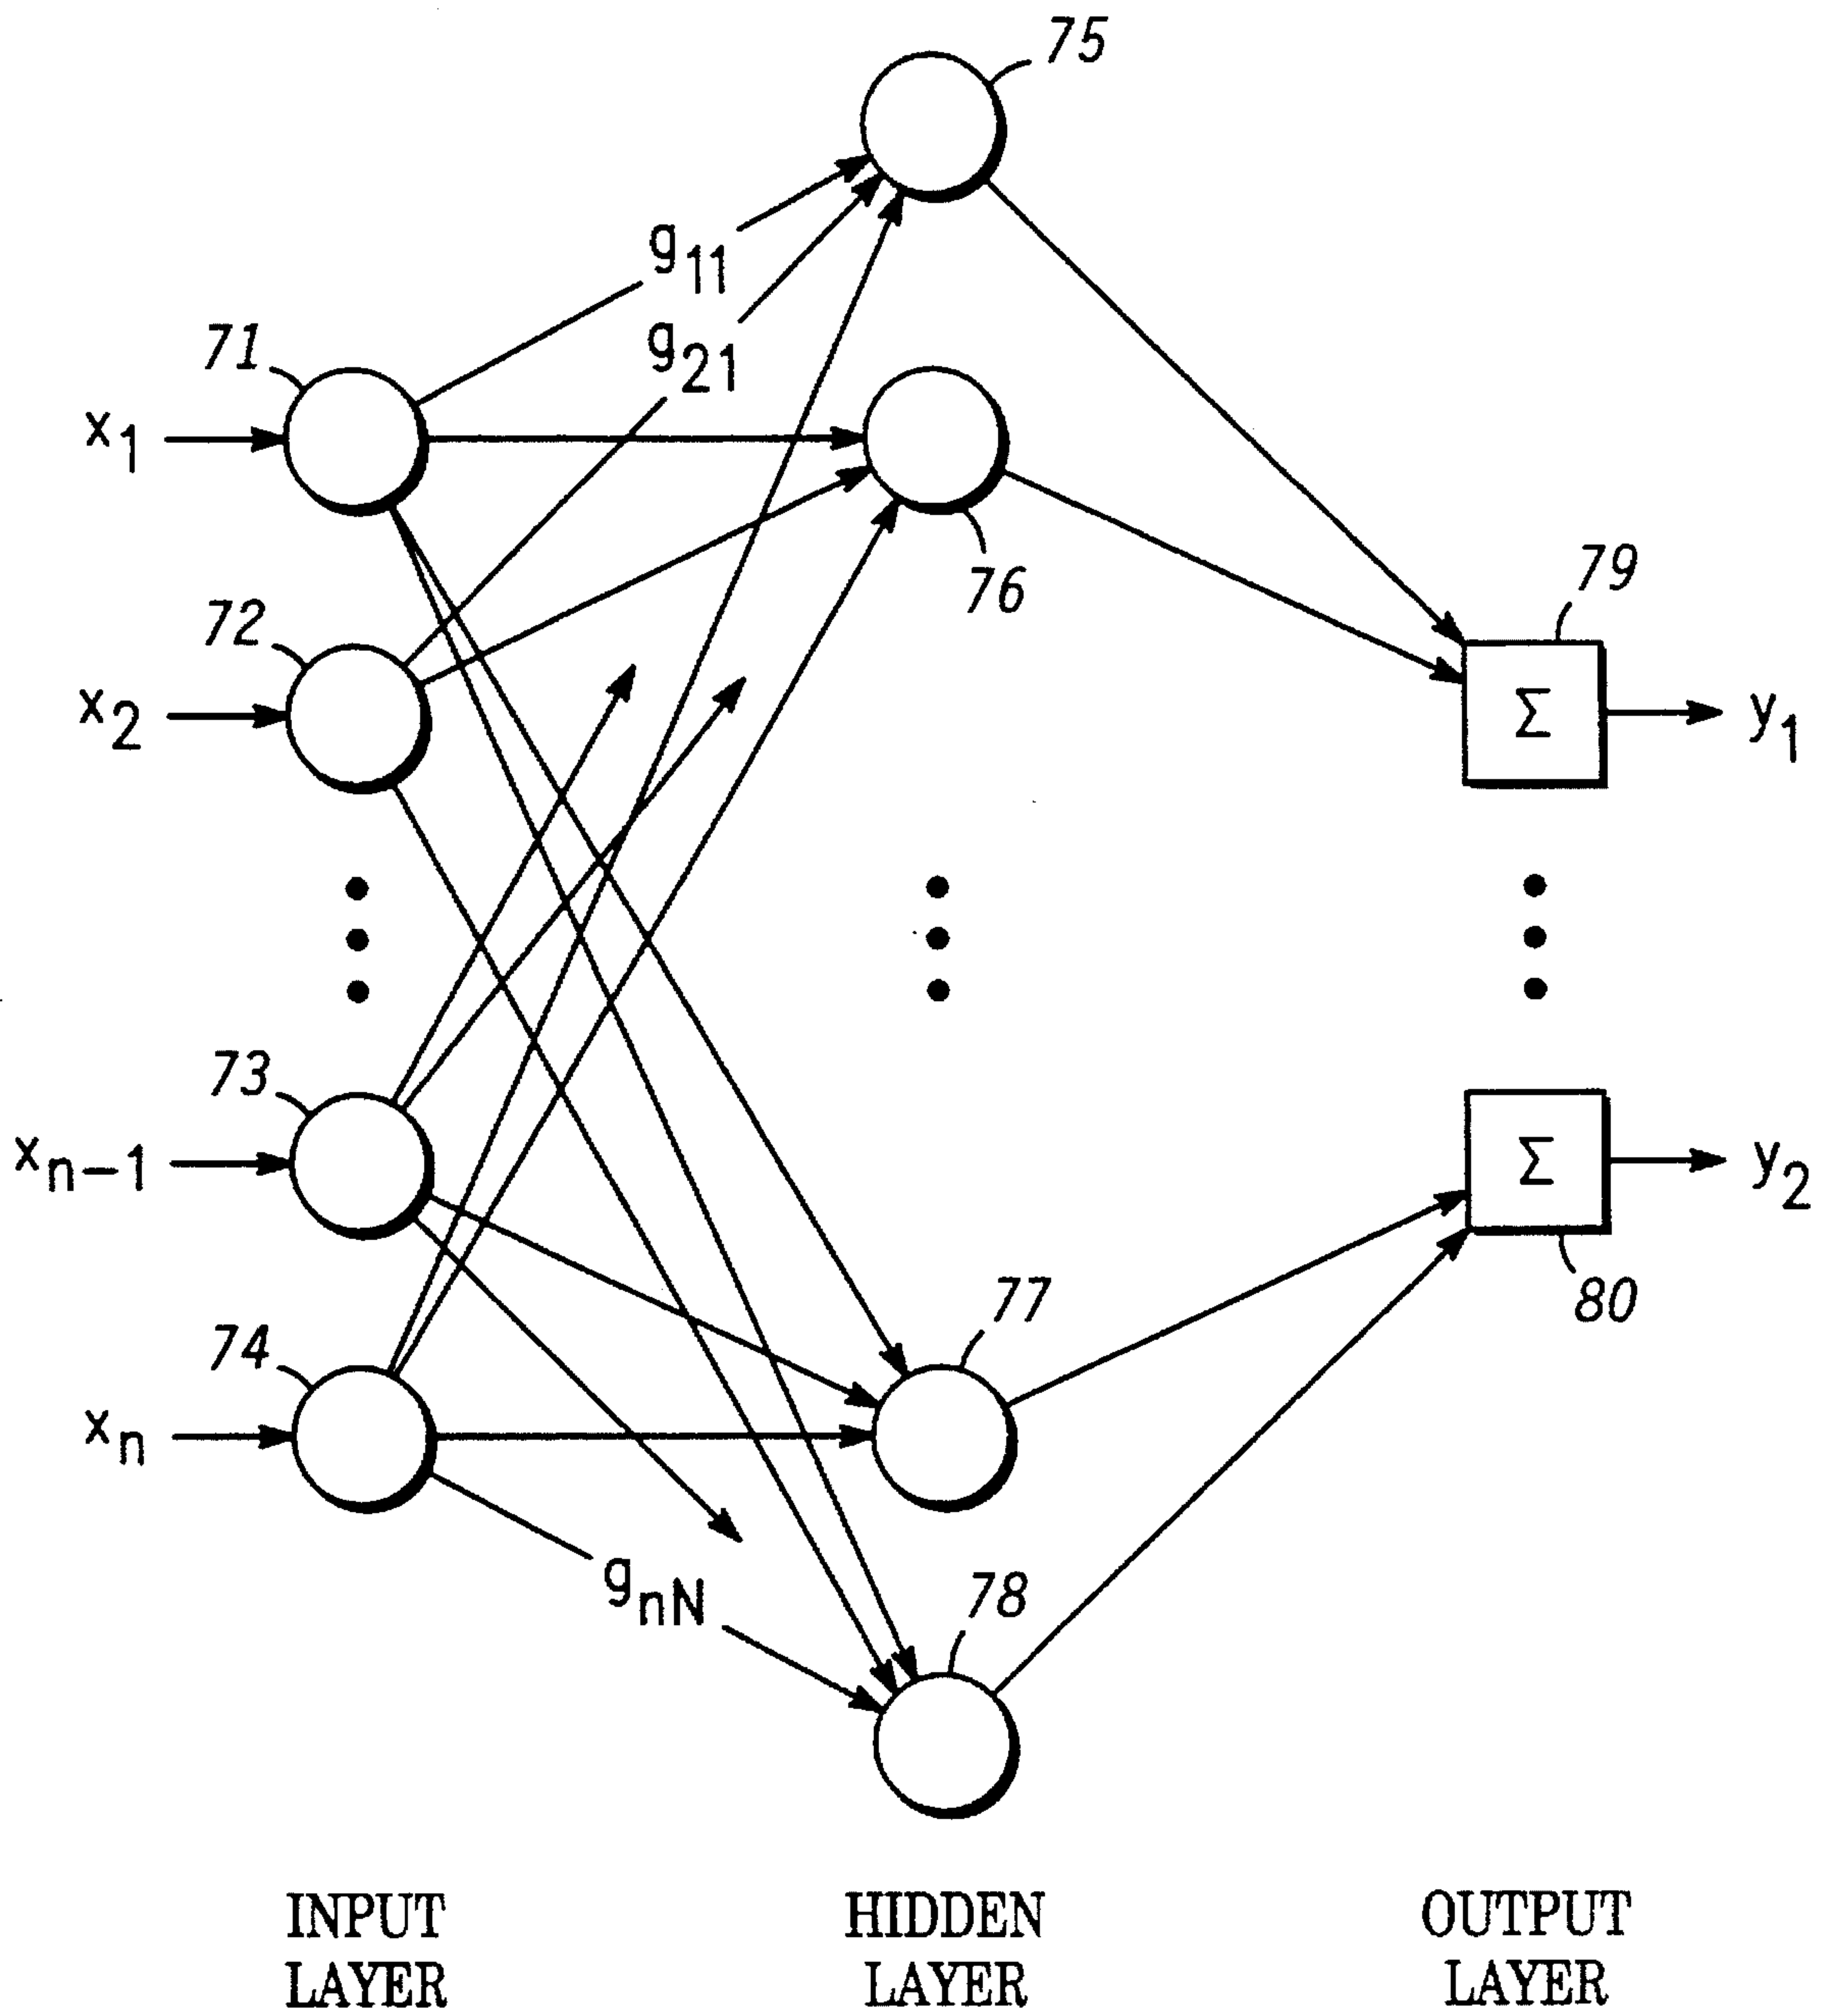 75
g11
71
g21
x1
76
79
72
x2
Σ
y1
73
xn−1
Σ
y2
77
80
74
xn
gnN
78
INPUT
LAYER
HIDDEN
LAYER
OUTPUT
LAYER